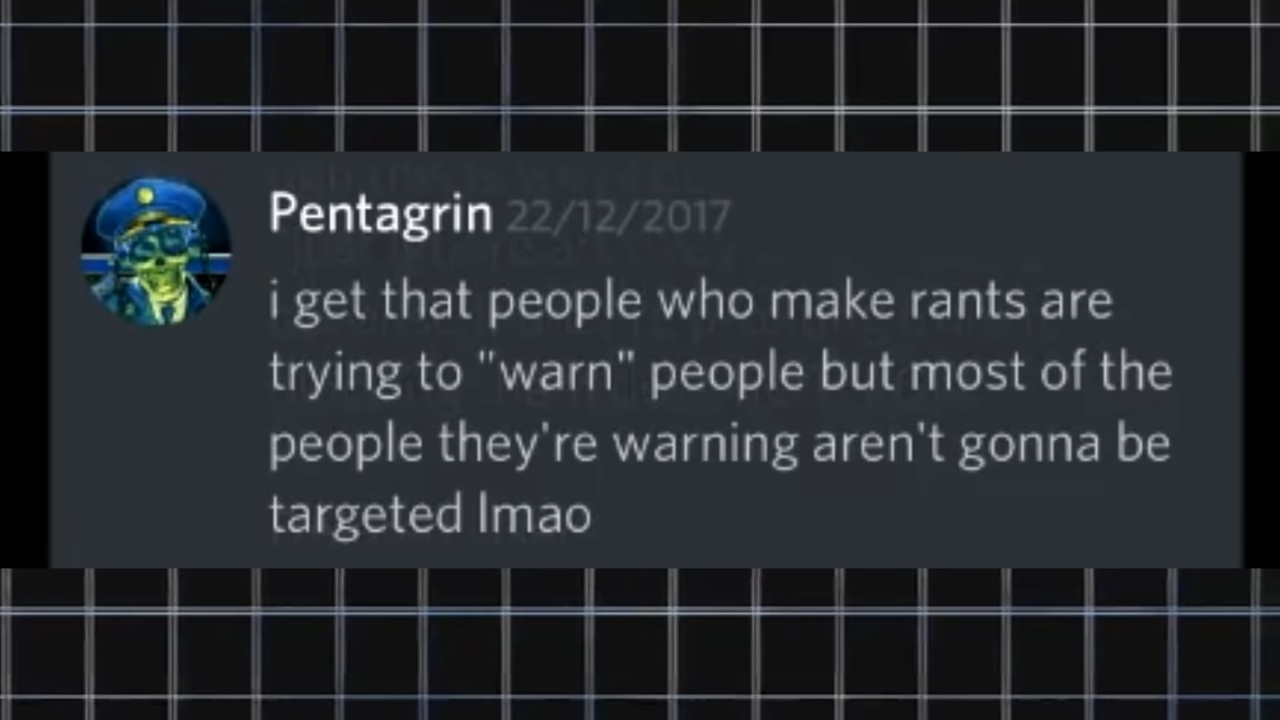 Pentagrin 22/12/2017
i get that people who make rants are
trying to "warn" people but most of the
people they're warning aren't gonna be
targeted lmao